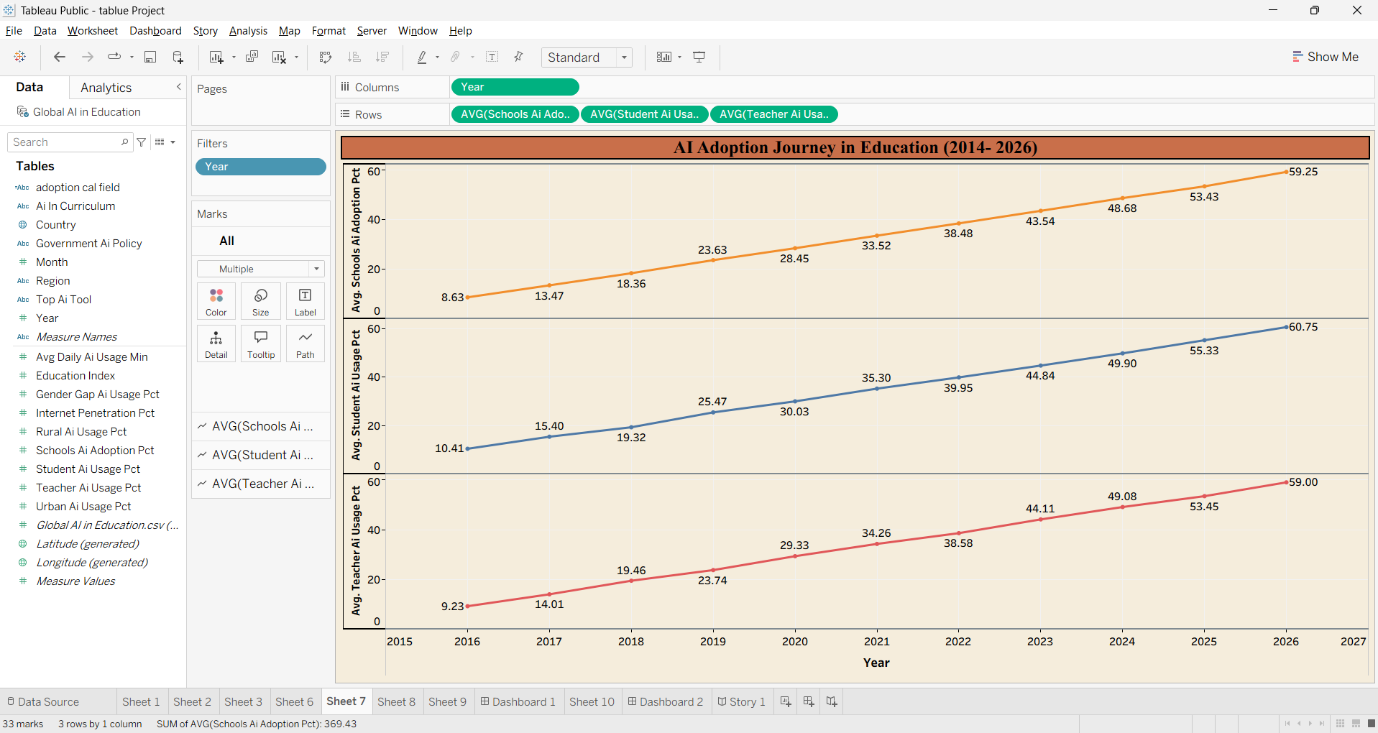 Tableau Public - tablue Project
File Data Worksheet Dashboard Story Analysis Map Format Server Window Help
Standard
Show Me
Data Analytics
Global AI in Education
Search
Tables
Abc adoption cal field
Abc Ai In Curriculum
Country
Abc Government Ai Policy
# Month
Abc Region
Abc Top Ai Tool
# Year
Abc Measure Names
# Avg Daily Ai Usage Min
# Education Index
# Gender Gap Ai Usage Pct
# Internet Penetration Pct
# Rural Ai Usage Pct
# Schools Ai Adoption Pct
# Student Ai Usage Pct
# Teacher Ai Usage Pct
# Urban Ai Usage Pct
# Global AI in Education.csv (...
Latitude (generated)
Longitude (generated)
# Measure Values
Pages
Filters
Year
Marks
All
Multiple
Color Size Label
Detail Tooltip Path
AVG(Schools Ai ...
AVG(Student Ai ...
AVG(Teacher Ai ...
Columns Year
Rows AVG(Schools Ai Ado.. AVG(Student Ai Usa.. AVG(Teacher Ai Usa..
AI Adoption Journey in Education (2014- 2026)
Avg. Schools Ai Adoption Pct
60
40
20
0
8.63 13.47 18.36 23.63 28.45 33.52 38.48 43.54 48.68 53.43 59.25
Avg. Student Ai Usage Pct
60
40
20
0
10.41 15.40 19.32 25.47 30.03 35.30 39.95 44.84 49.90 55.33 60.75
Avg. Teacher Ai Usage Pct
60
40
20
0
9.23 14.01 19.46 23.74 29.33 34.26 38.58 44.11 49.08 53.45 59.00
2015 2016 2017 2018 2019 2020 2021 2022 2023 2024 2025 2026 2027
Year
Data Source Sheet 1 Sheet 2 Sheet 3 Sheet 6 Sheet 7 Sheet 8 Sheet 9 Dashboard 1 Sheet 10 Dashboard 2 Story 1
33 marks 3 rows by 1 column SUM of AVG(Schools Ai Adoption Pct): 369.43